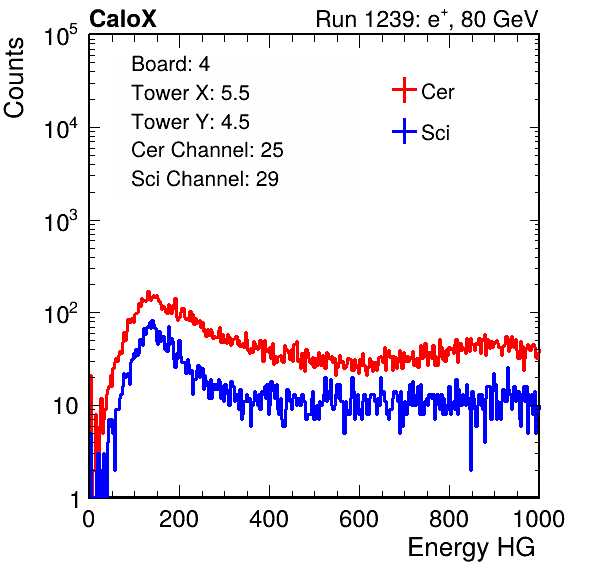 CaloX Run 1239: e⁺, 80 GeV
Counts
10⁵
10⁴
10³
10²
10
1
Board: 4
Tower X: 5.5
Tower Y: 4.5
Cer Channel: 25
Sci Channel: 29
Cer
Sci
0 200 400 600 800 1000
Energy HG